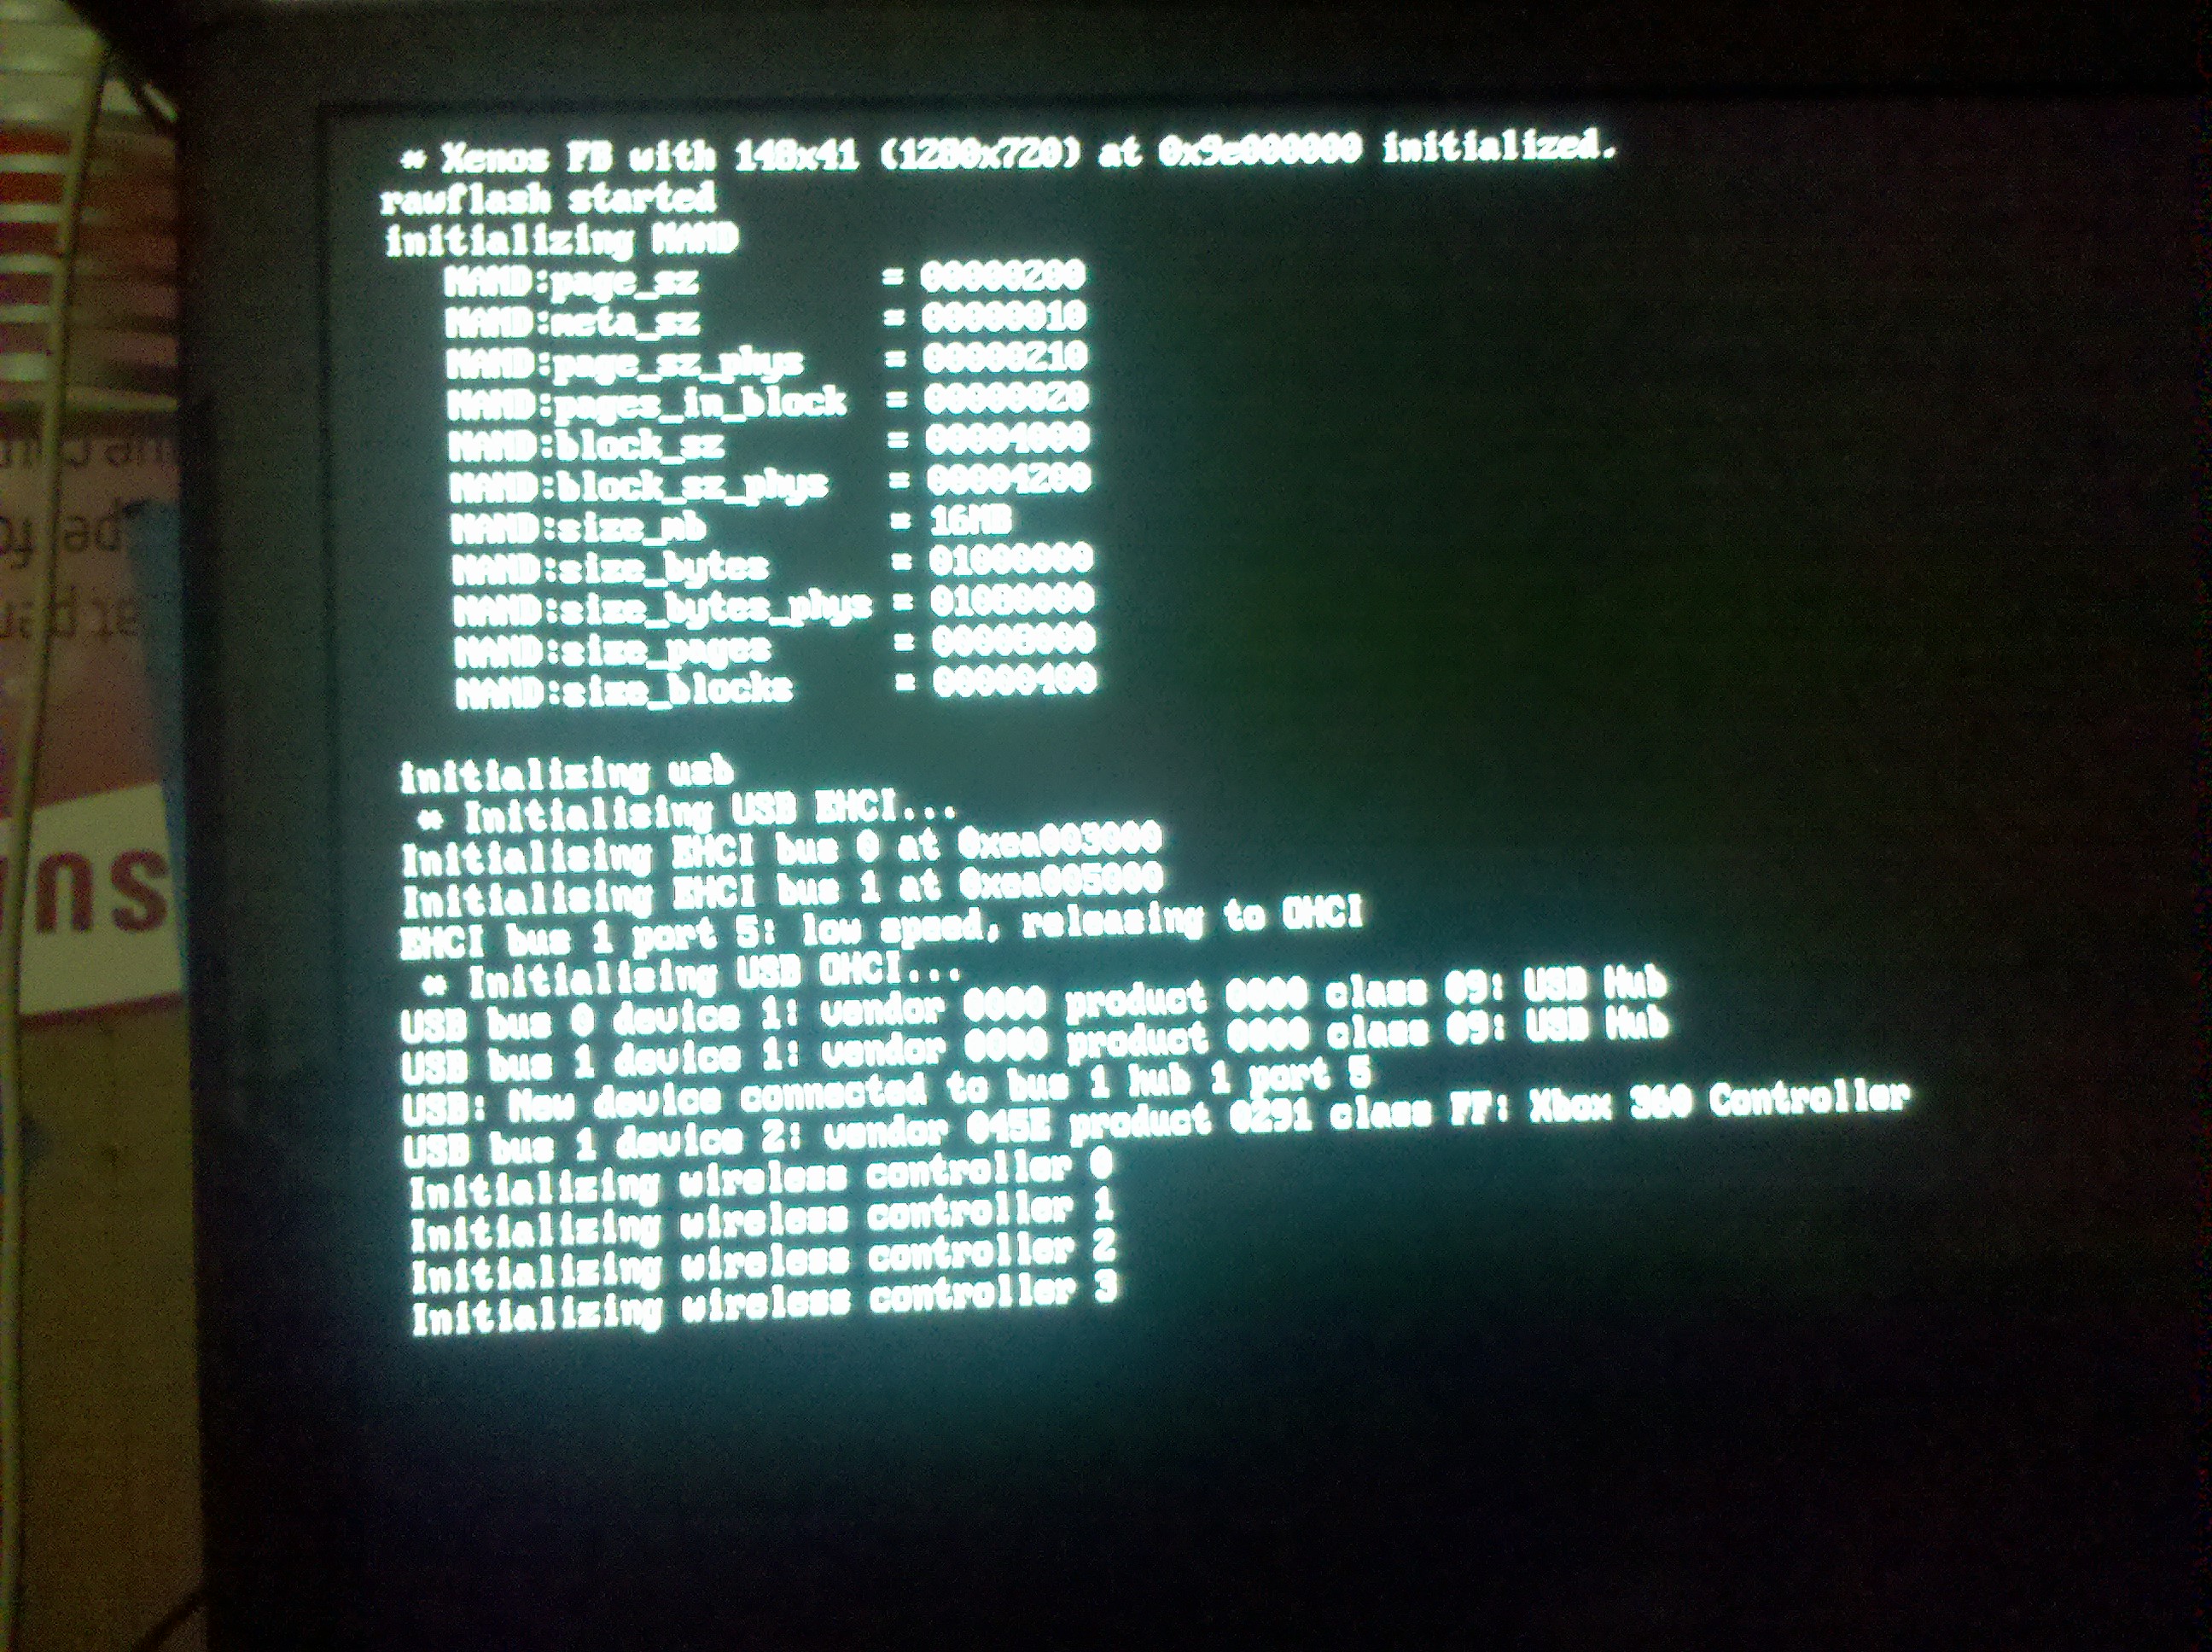 * Xenos FB with 148x41 (1280x720) at 0x9e000000 initialized.
rawflash started
initializing NAND
NAND:page_sz = 00000200
NAND:meta_sz = 00000010
NAND:page_sz_phys = 00000210
NAND:pages_in_block = 00000020
NAND:block_sz = 00004000
NAND:block_sz_phys = 00004200
NAND:size_mb = 16MB
NAND:size_bytes = 01000000
NAND:size_bytes_phys = 01080000
NAND:size_pages = 00008000
NAND:size_blocks = 00000400
initializing usb
* Initialising USB EHCI...
Initialising EHCI bus 0 at 0xea003000
Initialising EHCI bus 1 at 0xea005000
EHCI bus 1 port 5: low speed, releasing to OHCI
* Initialising USB OHCI...
USB bus 0 device 1: vendor 0000 product 0000 class 09: USB Hub
USB bus 1 device 1: vendor 0000 product 0000 class 09: USB Hub
USB: New device connected to bus 1 hub 1 port 5
USB bus 1 device 2: vendor 045E product 0291 class FF: Xbox 360 Controller
Initializing wireless controller 0
Initializing wireless controller 1
Initializing wireless controller 2
Initializing wireless controller 3